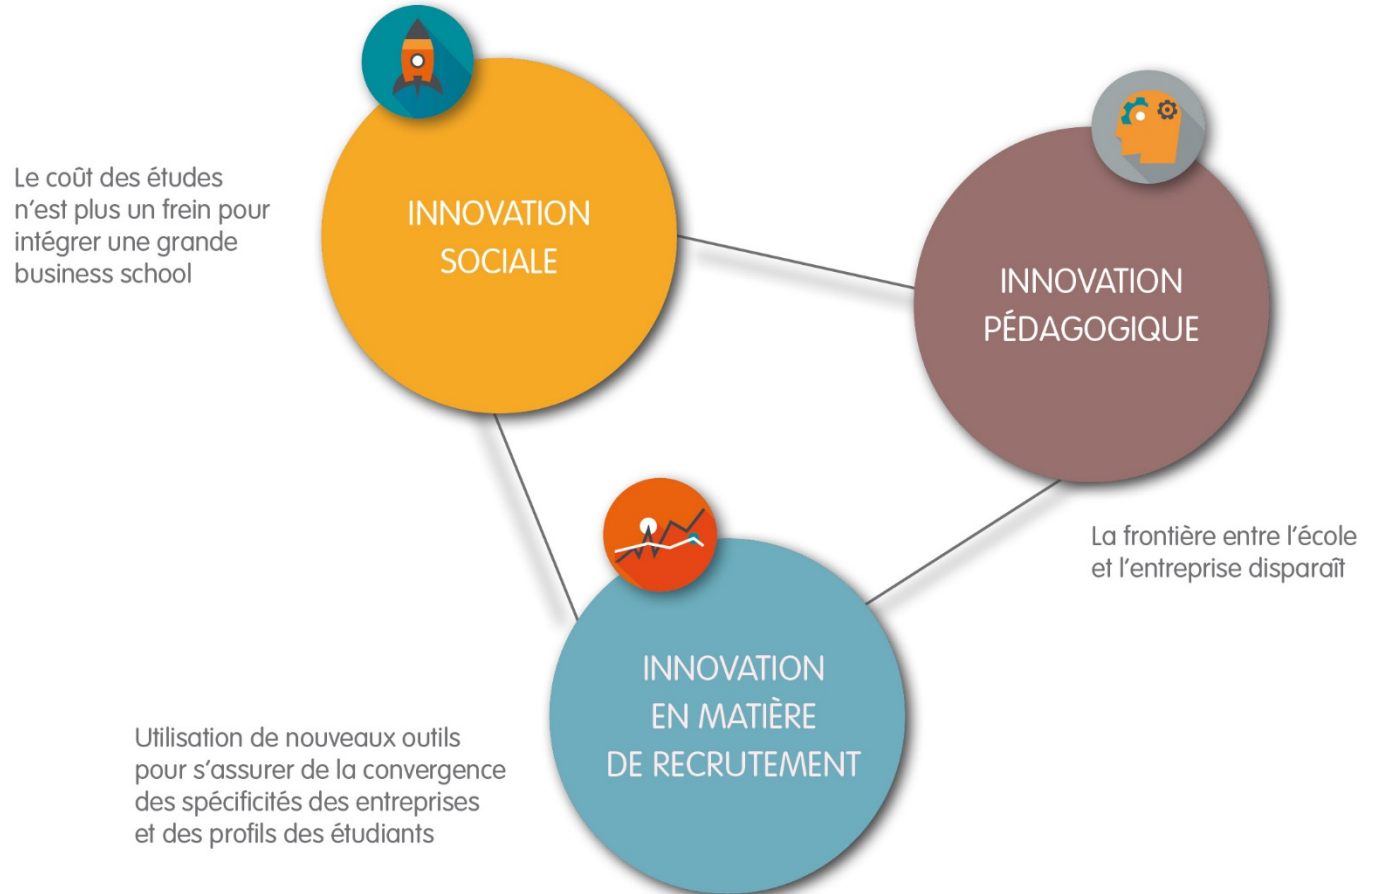 Le coût des études
n'est plus un frein pour
intégrer une grande
business school
INNOVATION
SOCIALE
INNOVATION
PÉDAGOGIQUE
La frontière entre l'école
et l'entreprise disparaît
INNOVATION
EN MATIÈRE
DE RECRUTEMENT
Utilisation de nouveaux outils
pour s'assurer de la convergence
des spécificités des entreprises
et des profils des étudiants